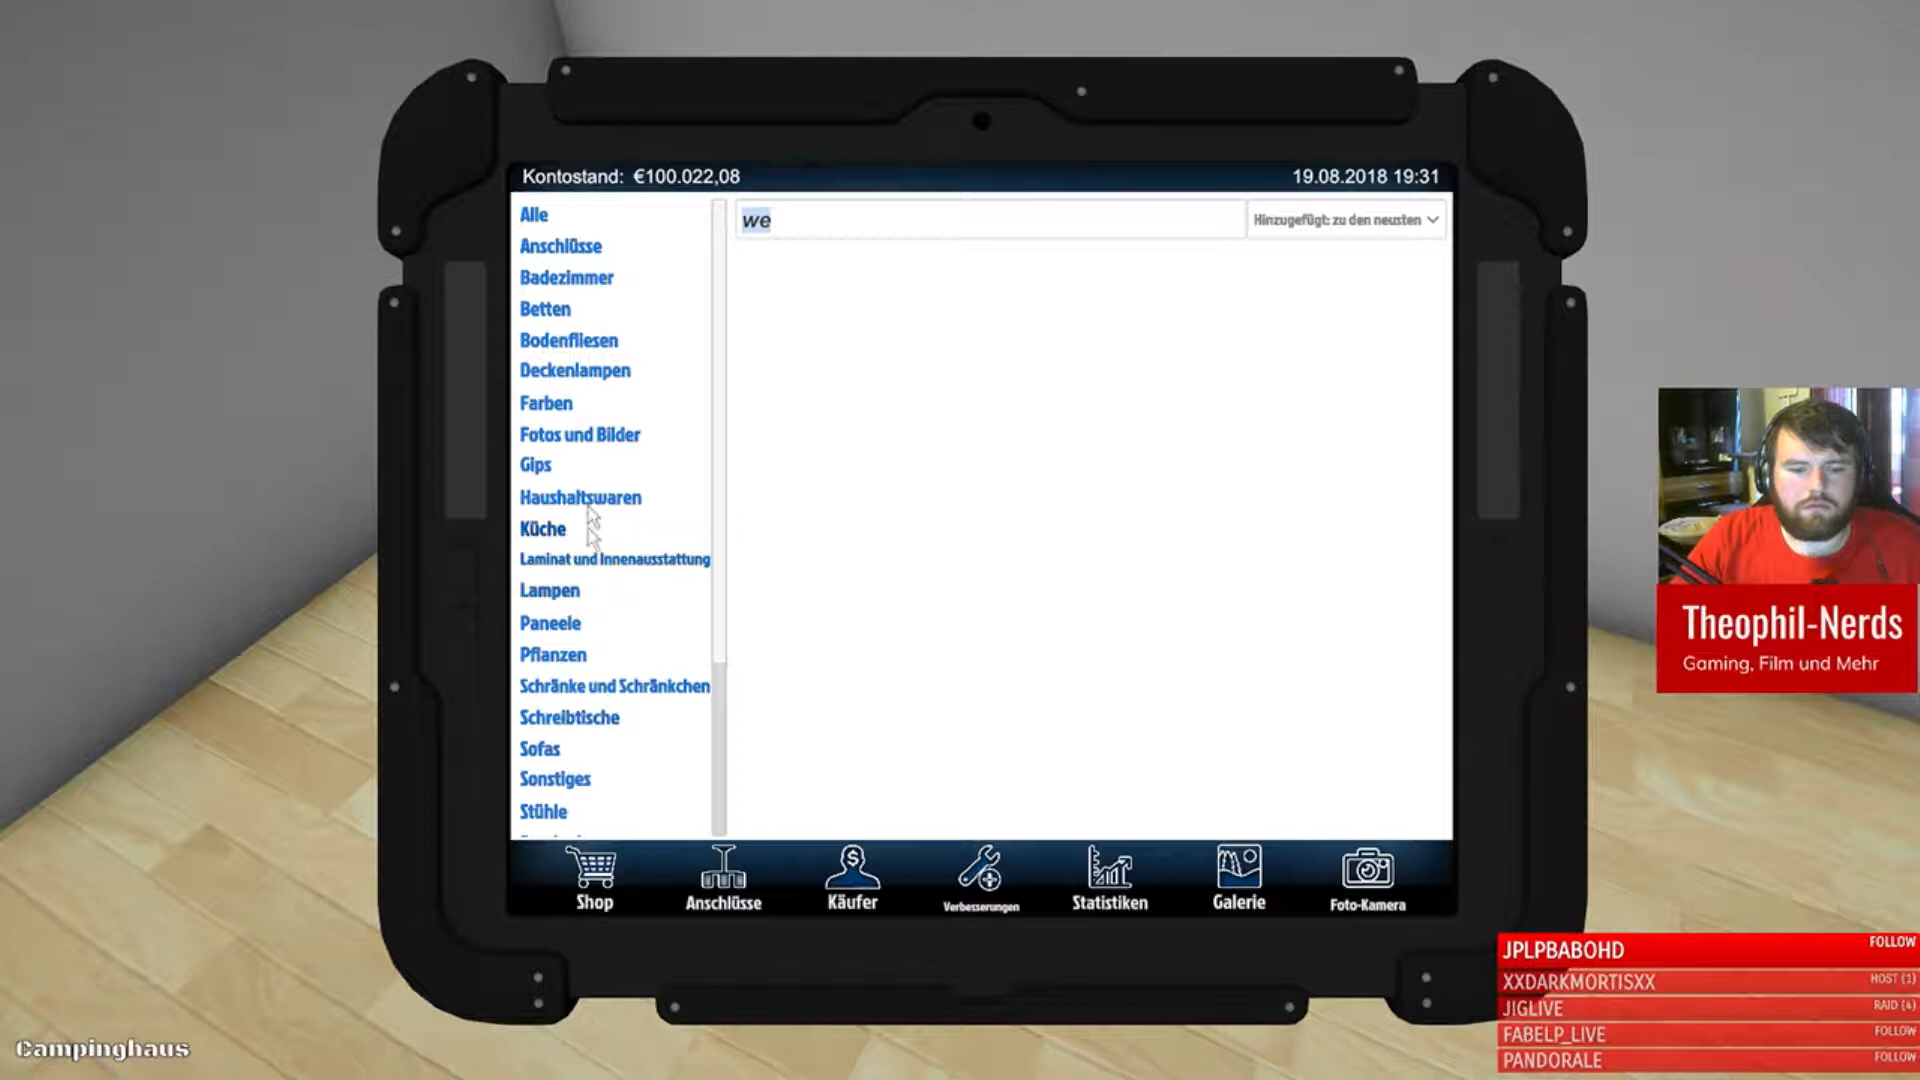 Kontostand: €100.022,08
19.08.2018 19:31
Alle
Anschlüsse
Badezimmer
Betten
Bodenfliesen
Deckenlampen
Farben
Fotos und Bilder
Gips
Haushaltswaren
Küche
Laminat und Innenausstattung
Lampen
Paneele
Pflanzen
Schränke und Schränkchen
Schreibtische
Sofas
Sonstiges
Stühle
we
Hinzugefügt: zu den neusten
Shop
Anschlüsse
Käufer
Verbesserungen
Statistiken
Galerie
Foto-Kamera
Theophil-Nerds
Gaming, Film und Mehr
JPLPBABOHD FOLLOW
XXDARKMORTISXX HOST (1)
JIGLIVE RAID (4)
FABELP_LIVE FOLLOW
PANDORALE FOLLOW
Campinghaus